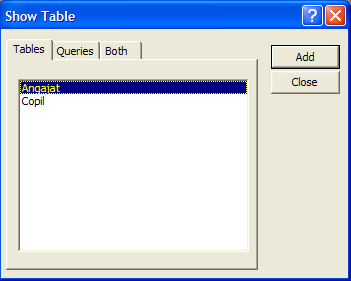 Show Table
Tables Queries Both
Add
Close
Angajat
Copil